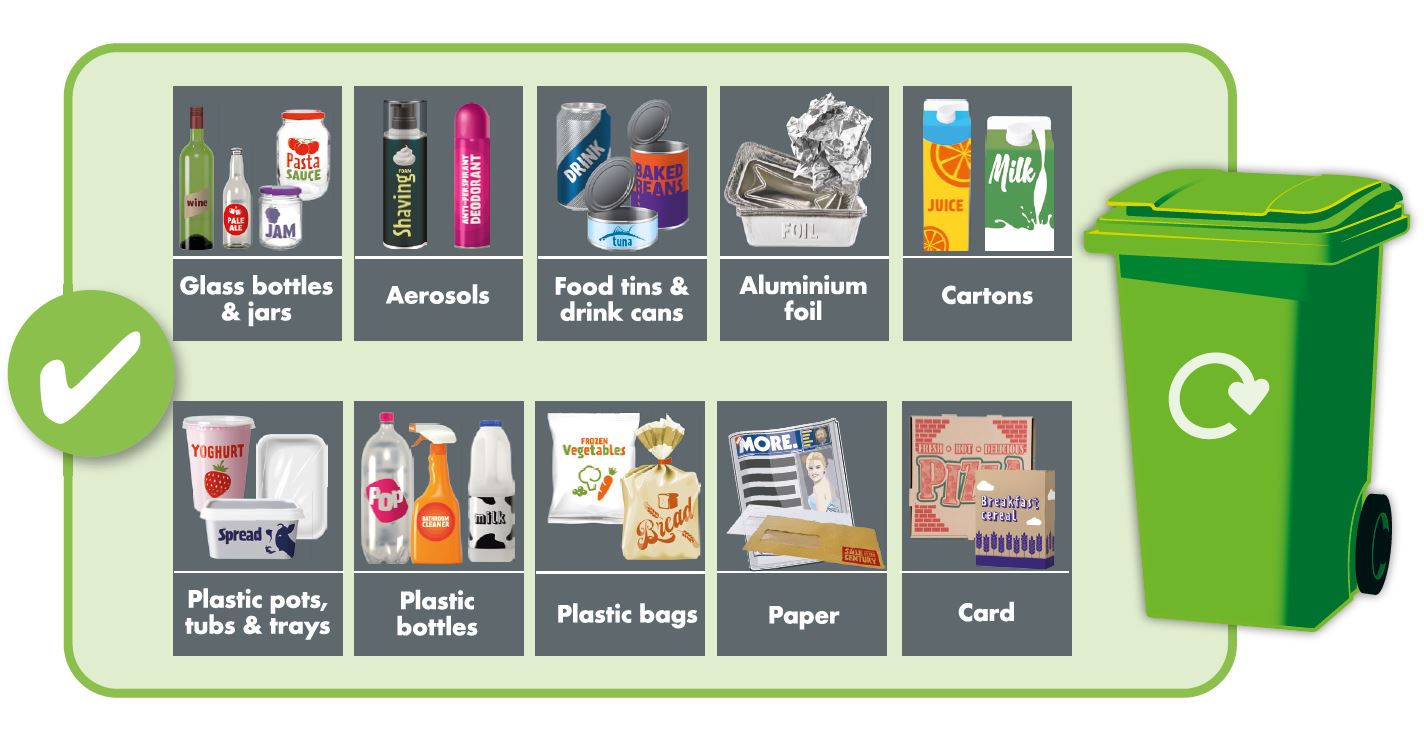 wine
PALE
ALE
Pasta
SAUCE
JAM
Glass bottles
& jars
Shaving
FOAM
ANTI-PERSPIRANT
DEODORANT
Aerosols
DRINK
BAKED
BEANS
tuna
Food tins &
drink cans
FOIL
Aluminium
foil
JUICE
Milk
Cartons
YOGHURT
Spread
Plastic pots,
tubs & trays
POP
BATHROOM
CLEANER
milk
Plastic
bottles
FROZEN
Vegetables
Bread
Plastic bags
MORE.
SALE OF THE
CENTURY
Paper
FRESH • HOT • DELICIOUS
PIZZA
Breakfast
cereal
Card